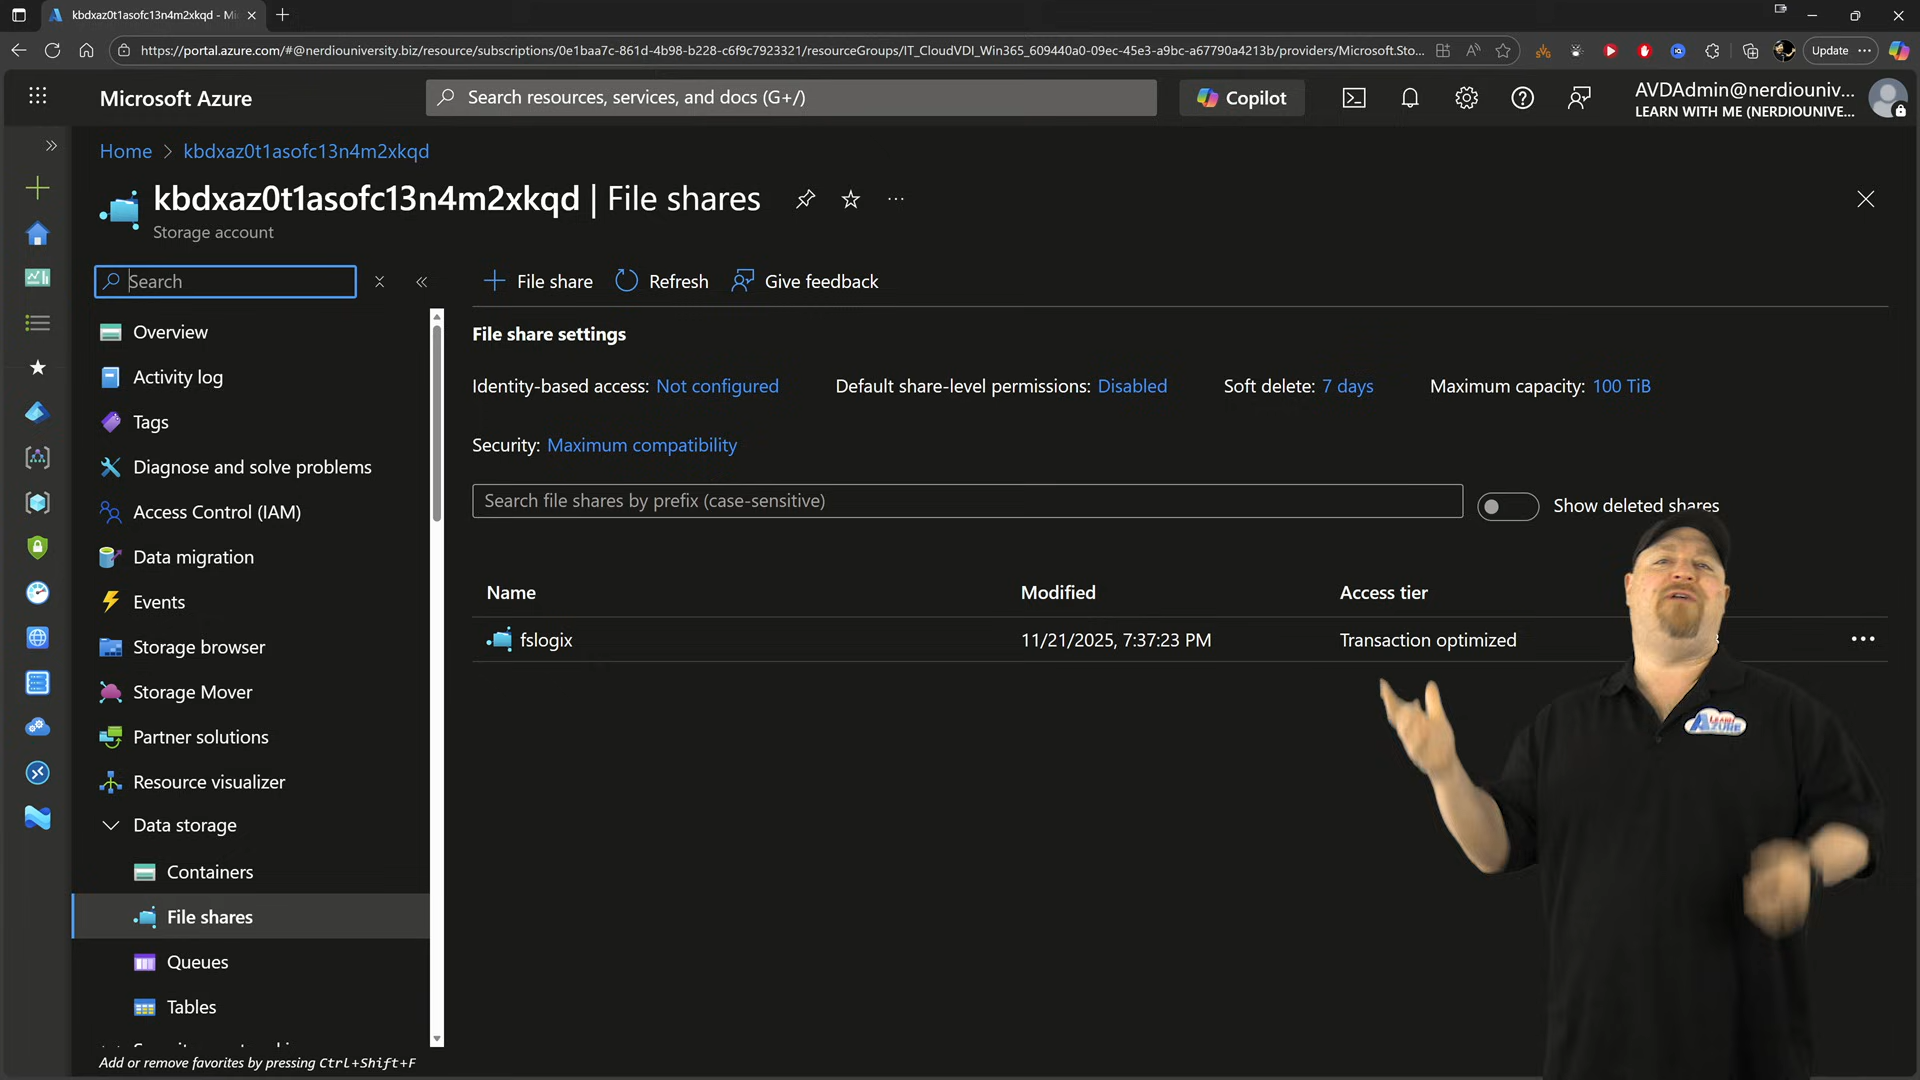 kbdxaz0t1asofc13n4m2xkqd - Mi
https://portal.azure.com/#@nerdiouniversity.biz/resource/subscriptions/0e1baa7c-861d-4b98-b228-c6f9c7923321/resourceGroups/IT_CloudVDI_Win365_609440a0-09ec-45e3-a9bc-a67790a4213b/providers/Microsoft.Sto...
Update
Microsoft Azure
Search resources, services, and docs (G+/)
Copilot
AVDAdmin@nerdiouniv...
LEARN WITH ME (NERDIOUNIVE...
Home > kbdxaz0t1asofc13n4m2xkqd
kbdxaz0t1asofc13n4m2xkqd | File shares
Storage account
Search
File share
Refresh
Give feedback
Overview
Activity log
Tags
Diagnose and solve problems
Access Control (IAM)
Data migration
Events
Storage browser
Storage Mover
Partner solutions
Resource visualizer
Data storage
Containers
File shares
Queues
Tables
Add or remove favorites by pressing Ctrl+Shift+F
File share settings
Identity-based access: Not configured
Default share-level permissions: Disabled
Soft delete: 7 days
Maximum capacity: 100 TiB
Security: Maximum compatibility
Search file shares by prefix (case-sensitive)
Show deleted shares
Name Modified Access tier
fslogix 11/21/2025, 7:37:23 PM Transaction optimized
LEARN
AZURE